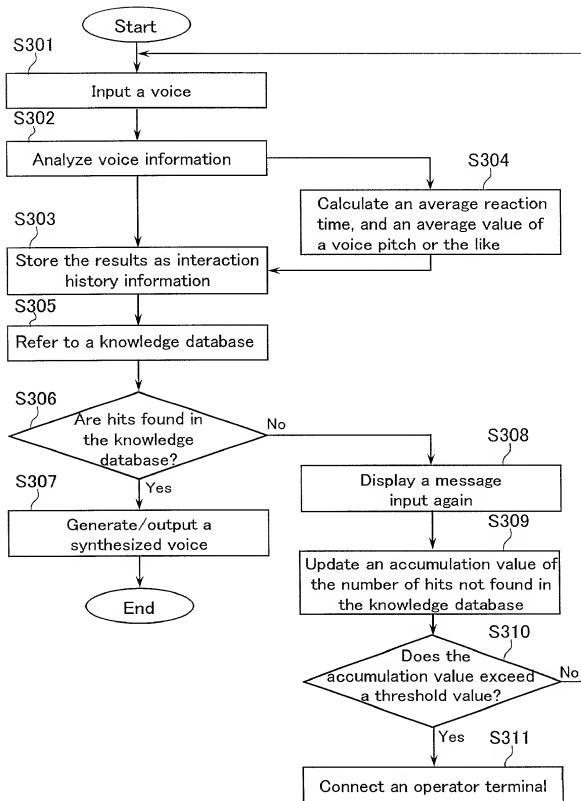 Start
S301
Input a voice
S302
Analyze voice information
S304
Calculate an average reaction
time, and an average value of
a voice pitch or the like
S303
Store the results as interaction
history information
S305
Refer to a knowledge database
S306
Are hits found in
the knowledge
database?
No
Yes
S307
Generate/output a
synthesized voice
End
S308
Display a message
input again
S309
Update an accumulation value of
the number of hits not found in
the knowledge database
S310
Does the
accumulation value exceed
a threshold value?
No
Yes
S311
Connect an operator terminal